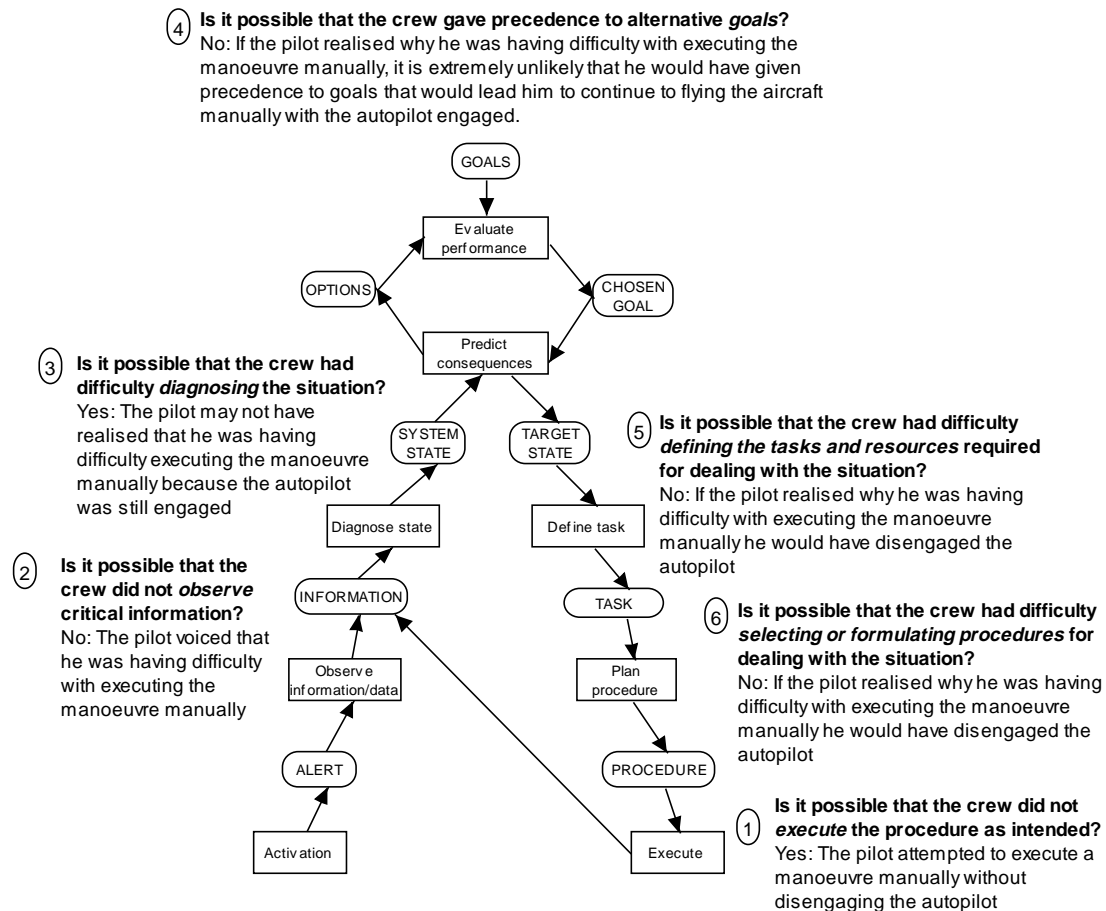 4
Is it possible that the crew gave precedence to alternative goals?
No: If the pilot realised why he was having difficulty with executing the
manoeuvre manually, it is extremely unlikely that he would have given
precedence to goals that would lead him to continue to flying the aircraft
manually with the autopilot engaged.
GOALS
Evaluate
performance
OPTIONS
CHOSEN
GOAL
Predict
consequences
3
Is it possible that the crew had
difficulty diagnosing the situation?
Yes: The pilot may not have
realised that he was having
difficulty executing the manoeuvre
manually because the autopilot
was still engaged
SYSTEM
STATE
TARGET
STATE
5
Is it possible that the crew had difficulty
defining the tasks and resources required
for dealing with the situation?
No: If the pilot realised why he was having
difficulty with executing the manoeuvre
manually he would have disengaged the
autopilot
Diagnose state
Define task
2
Is it possible that the
crew did not observe
critical information?
No: The pilot voiced that
he was having difficulty
with executing the
manoeuvre manually
INFORMATION
TASK
6
Is it possible that the crew had difficulty
selecting or formulating procedures for
dealing with the situation?
No: If the pilot realised why he was having
difficulty with executing the manoeuvre
manually he would have disengaged the
autopilot
Observe
information/data
Plan
procedure
ALERT
PROCEDURE
Activation
Execute
1
Is it possible that the crew did not
execute the procedure as intended?
Yes: The pilot attempted to execute a
manoeuvre manually without
disengaging the autopilot